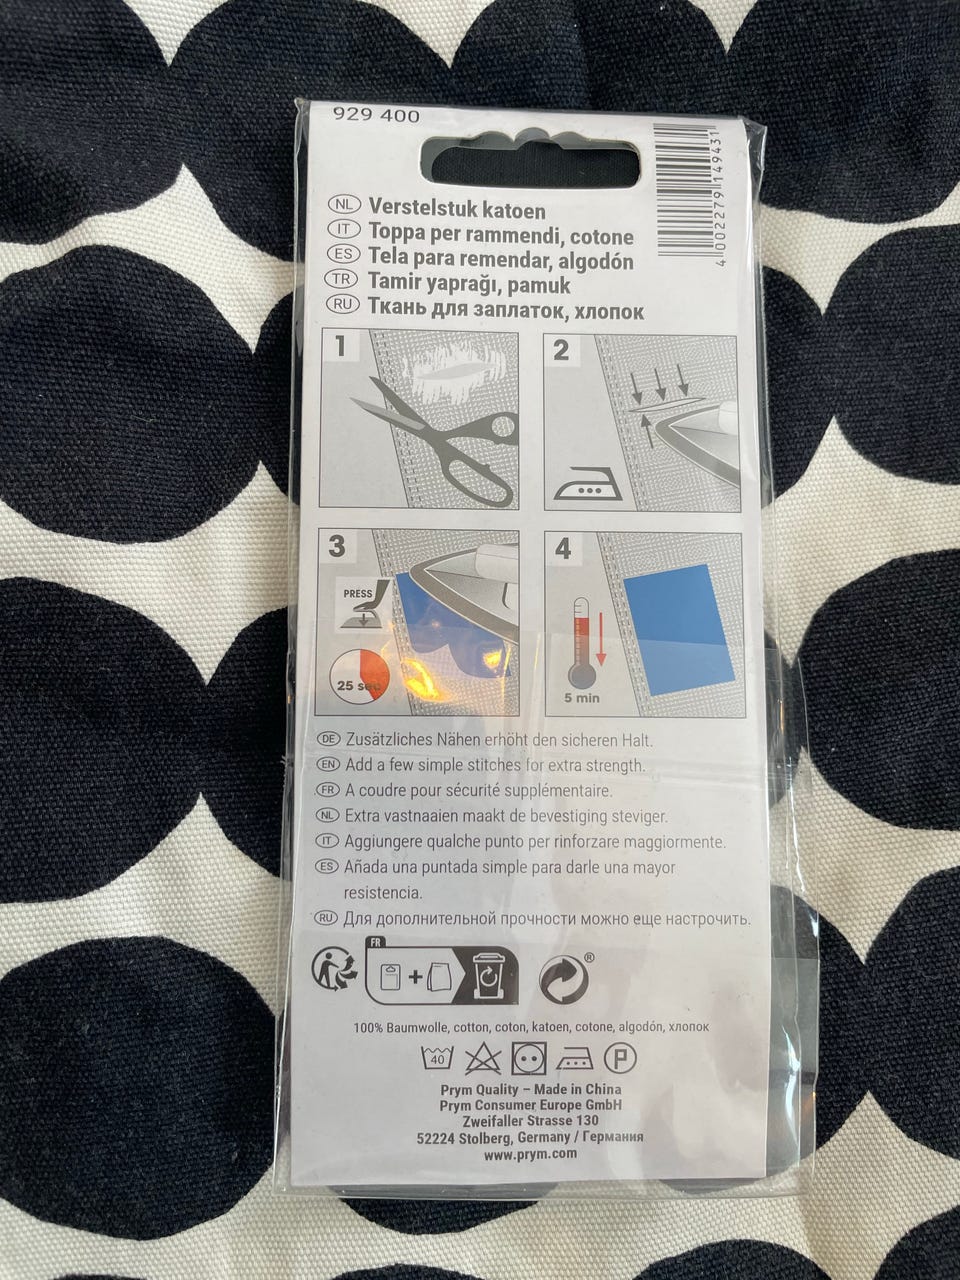 929 400
4 002279 149431
NL Verstelstuk katoen
IT Toppa per rammendi, cotone
ES Tela para remendar, algodón
TR Tamir yaprağı, pamuk
RU Ткань для заплаток, хлопок
1
2
3
PRESS
25 sec
4
5 min
DE Zusätzliches Nähen erhöht den sicheren Halt.
EN Add a few simple stitches for extra strength.
FR A coudre pour sécurité supplémentaire.
NL Extra vastnaaien maakt de bevestiging steviger.
IT Aggiungere qualche punto per rinforzare maggiormente.
ES Añada una puntada simple para darle una mayor
resistencia.
RU Для дополнительной прочности можно еще настрочить.
FR
+
®
100% Baumwolle, cotton, coton, katoen, cotone, algodón, хлопок
40 P
Prym Quality – Made in China
Prym Consumer Europe GmbH
Zweifaller Strasse 130
52224 Stolberg, Germany / Германия
www.prym.com